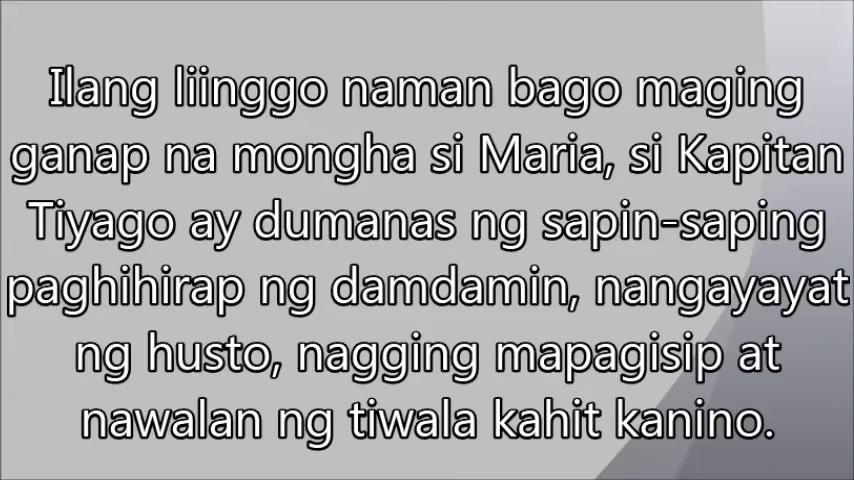 Ilang liinggo naman bago maging
ganap na mongha si Maria, si Kapitan
Tiyago ay dumanas ng sapin-saping
paghihirap ng damdamin, nangayayat
ng husto, nagging mapagisip at
nawalan ng tiwala kahit kanino.